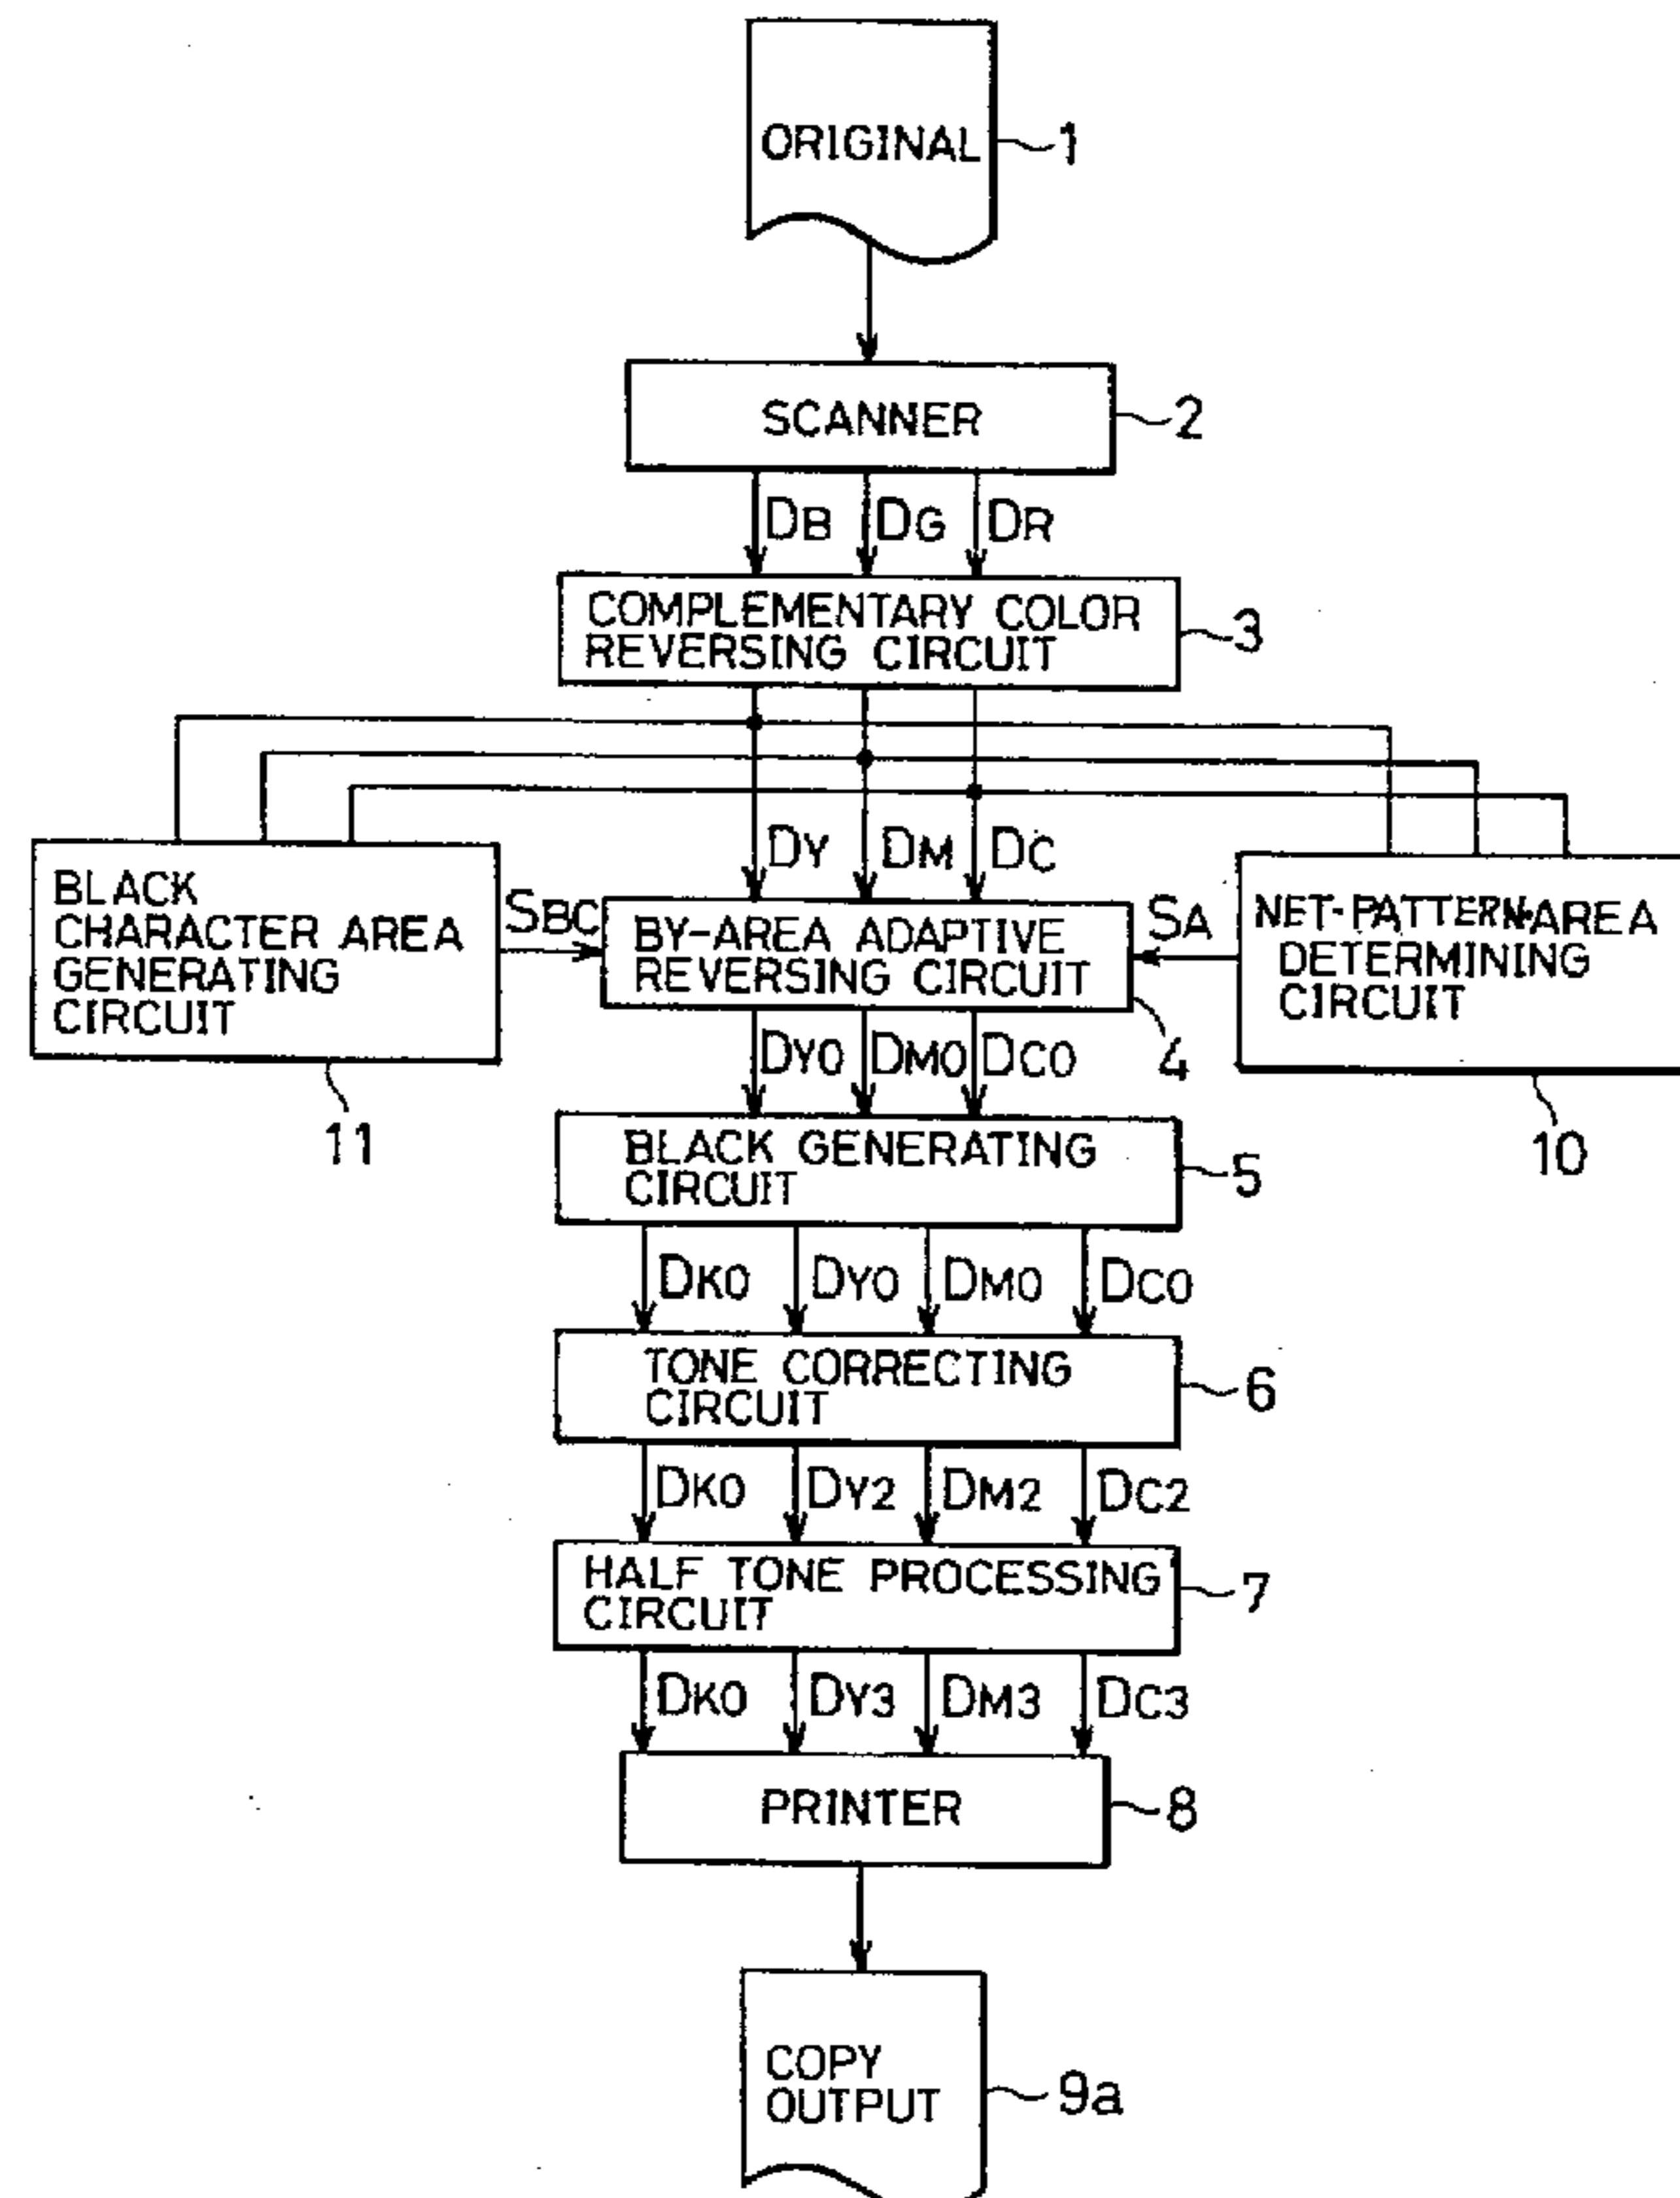 ORIGINAL
1
SCANNER
2
DB DG DR
COMPLEMENTARY COLOR
REVERSING CIRCUIT
3
DY DM DC
BLACK
CHARACTER AREA
GENERATING
CIRCUIT
11
SBC
BY-AREA ADAPTIVE
REVERSING CIRCUIT
4
SA
NET-PATTERN-AREA
DETERMINING
CIRCUIT
10
DY0 DM0 DC0
BLACK GENERATING
CIRCUIT
5
DK0 DY0 DM0 DC0
TONE CORRECTING
CIRCUIT
6
DK0 DY2 DM2 DC2
HALF TONE PROCESSING
CIRCUIT
7
DK0 DY3 DM3 DC3
PRINTER
8
COPY
OUTPUT
9a